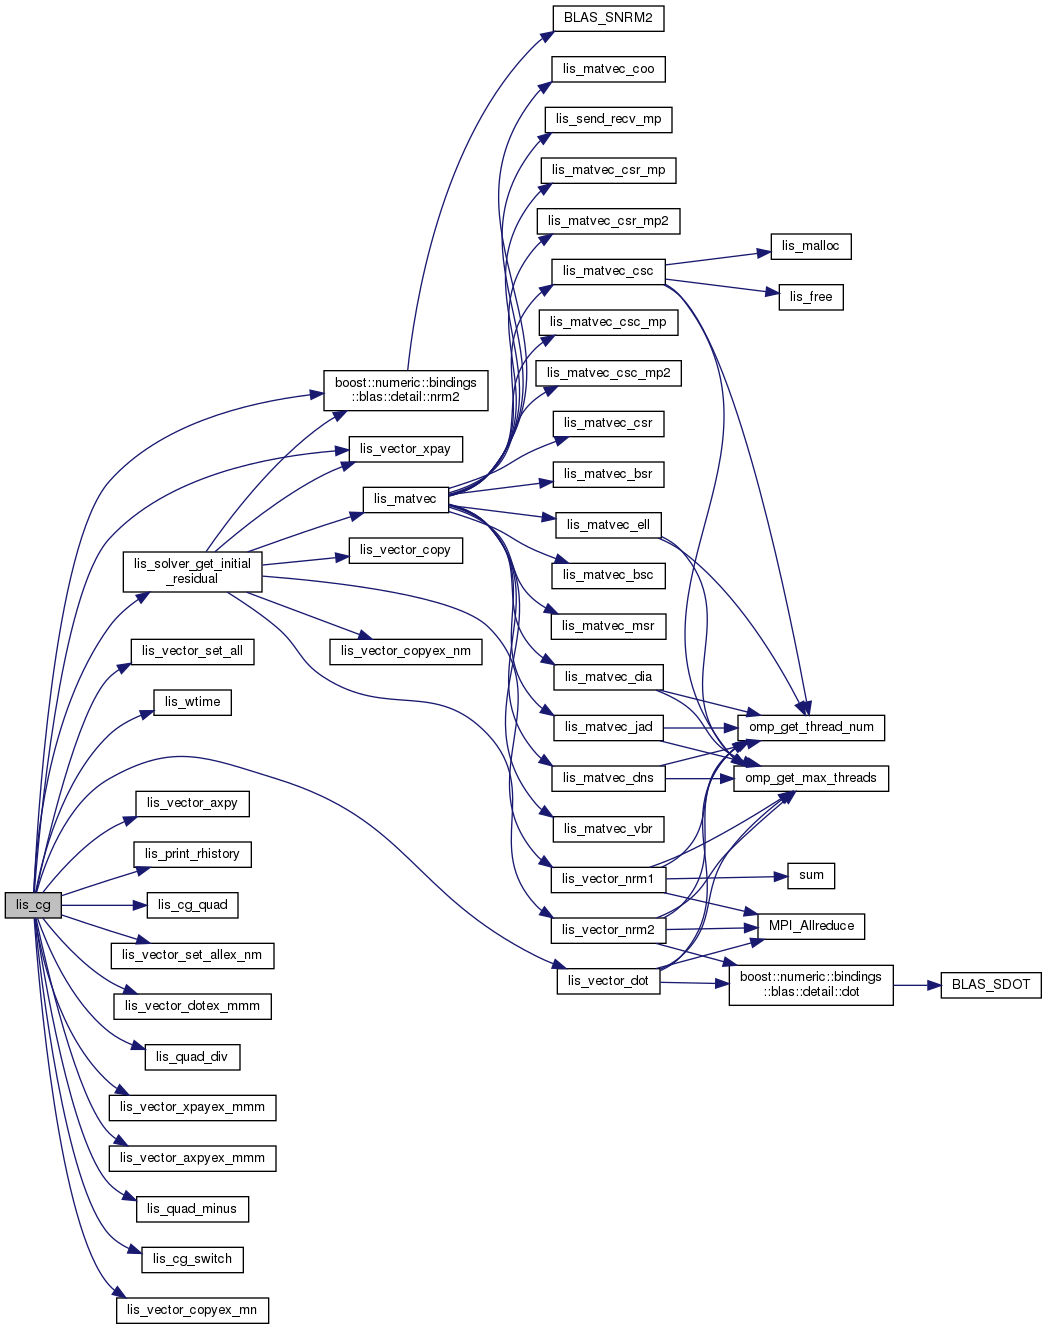 BLAS_SNRM2
lis_matvec_coo
lis_send_recv_mp
lis_matvec_csr_mp
lis_matvec_csr_mp2
lis_malloc
lis_matvec_csc
lis_free
lis_matvec_csc_mp
lis_matvec_csc_mp2
boost::numeric::bindings
::blas::detail::nrm2
lis_matvec_csr
lis_vector_xpay
lis_matvec_bsr
lis_matvec
lis_matvec_ell
lis_vector_copy
lis_solver_get_initial
_residual
lis_matvec_bsc
lis_matvec_msr
lis_vector_set_all
lis_vector_copyex_nm
lis_matvec_dia
lis_wtime
lis_matvec_jad
omp_get_thread_num
lis_matvec_dns
omp_get_max_threads
lis_vector_axpy
lis_matvec_vbr
lis_print_rhistory
lis_vector_nrm1
sum
lis_cg
lis_cg_quad
lis_vector_nrm2
MPI_Allreduce
lis_vector_set_allex_nm
lis_vector_dot
boost::numeric::bindings
::blas::detail::dot
BLAS_SDOT
lis_vector_dotex_mmm
lis_quad_div
lis_vector_xpayex_mmm
lis_vector_axpyex_mmm
lis_quad_minus
lis_cg_switch
lis_vector_copyex_mn